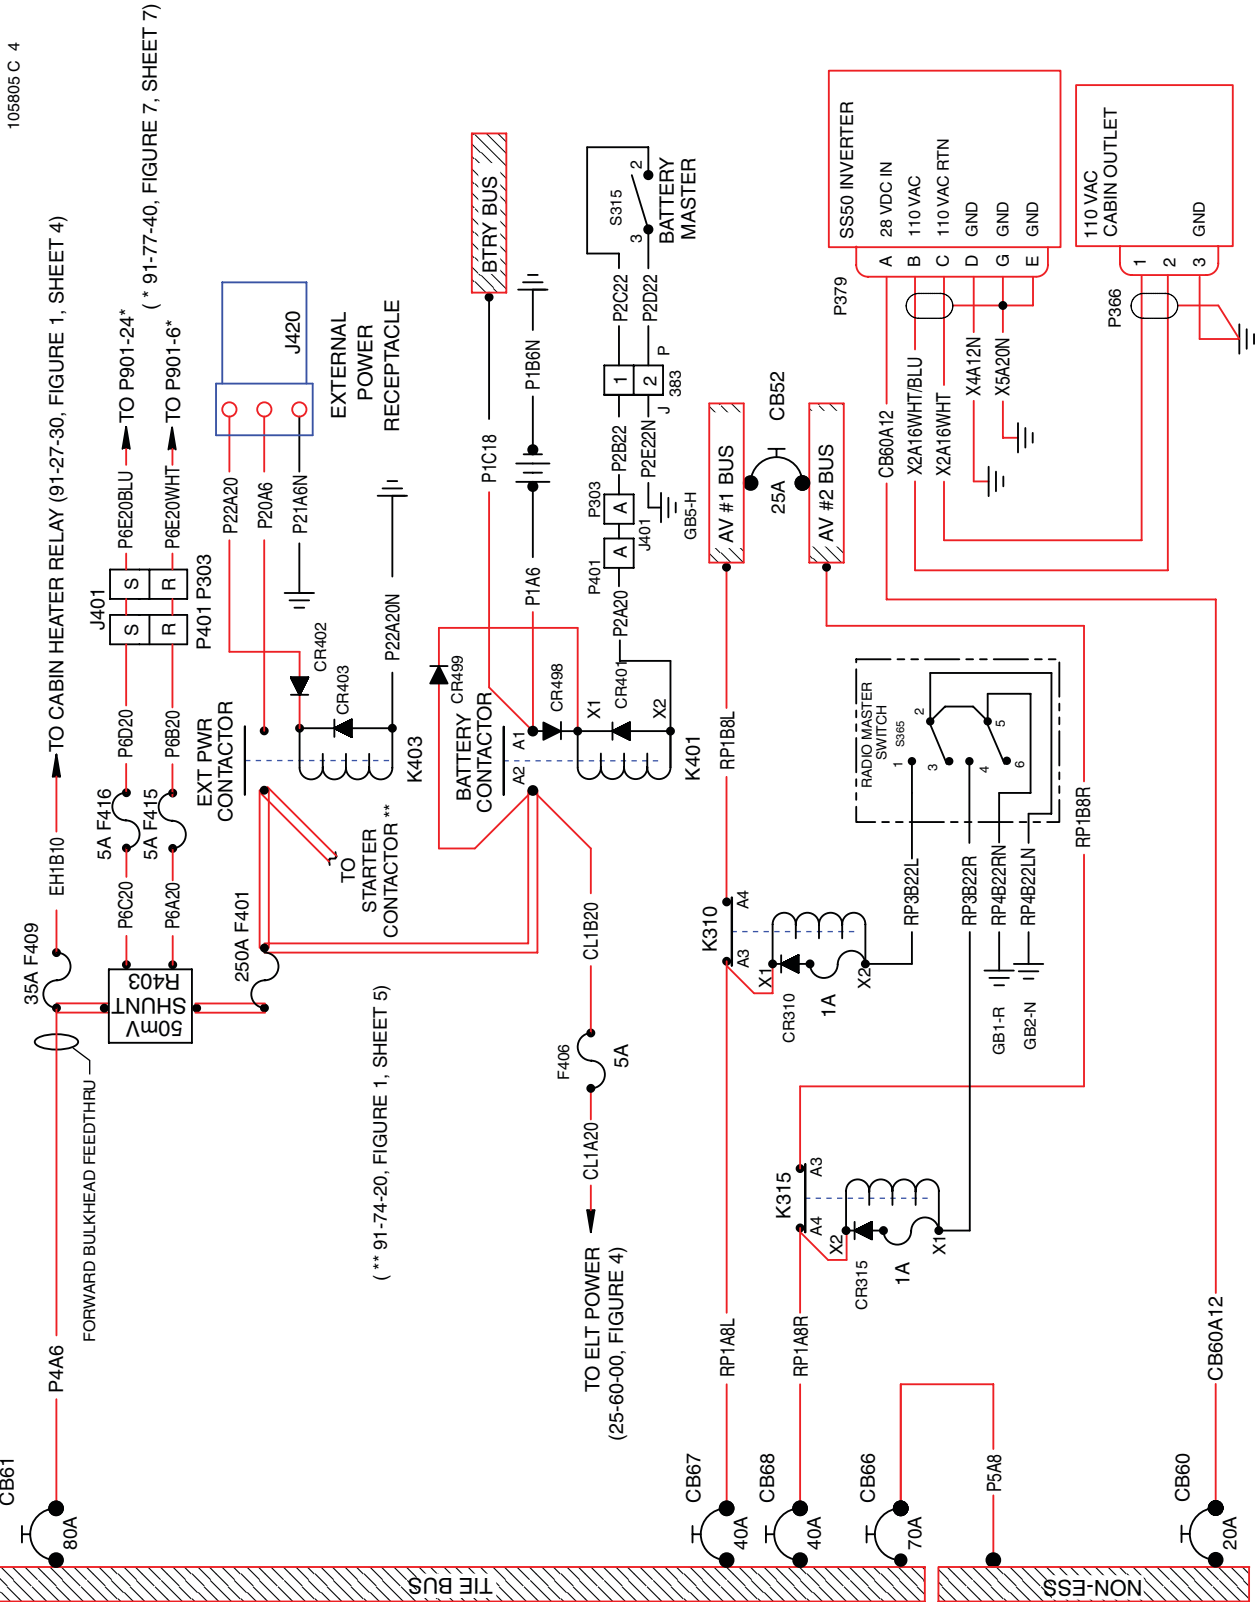 105805 C 4
TO CABIN HEATER RELAY (91-27-30, FIGURE 1, SHEET 4)
TO P901-24*
( * 91-77-40, FIGURE 7, SHEET 7)
TO P901-6*
P6E20BLU
P6E20WHT
J401
S
S
R
R
P401 P303
P6D20
P6B20
5A F416
5A F415
P6C20
P6A20
EH1B10
35A F409
50mV
SHUNT
R403
250A F401
FORWARD BULKHEAD FEEDTHRU
P4A6
CB61
80A
J420
EXTERNAL
POWER
RECEPTACLE
P22A20
P20A6
P21A6N
CR402
CR403
P22A20N
EXT PWR
CONTACTOR
K403
TO
STARTER
CONTACTOR **
( ** 91-74-20, FIGURE 1, SHEET 5)
BTRY BUS
P1C18
P1B6N
P1A6
CR499
BATTERY
CONTACTOR
A2
A1
CR498
X1
CR401
X2
K401
P2A20
P401
A
J401
P303
A
P2B22
P2E22N
GB5-H
1
2
J
383
P
P2C22
P2D22
S315
3
2
BATTERY
MASTER
CL1B20
F406
5A
CL1A20
TO ELT POWER
(25-60-00, FIGURE 4)
AV #1 BUS
CB52
25A
AV #2 BUS
RP1B8L
K310
A3
A4
X1
X2
CR310
1A
RP1A8L
RP1B8R
K315
A4
A3
X2
X1
CR315
1A
RP1A8R
RADIO MASTER
SWITCH
S365
1
2
3
4
5
6
RP3B22L
RP3B22R
RP4B22RN
RP4B22LN
GB1-R
GB2-N
SS50 INVERTER
P379
A 28 VDC IN
B 110 VAC
C 110 VAC RTN
D GND
G GND
E GND
CB60A12
X2A16WHT/BLU
X2A16WHT
X4A12N
X5A20N
110 VAC
CABIN OUTLET
P366
1
2
3 GND
CB67
40A
CB68
40A
CB66
70A
P5A8
CB60
20A
CB60A12
TIE BUS
NON-ESS